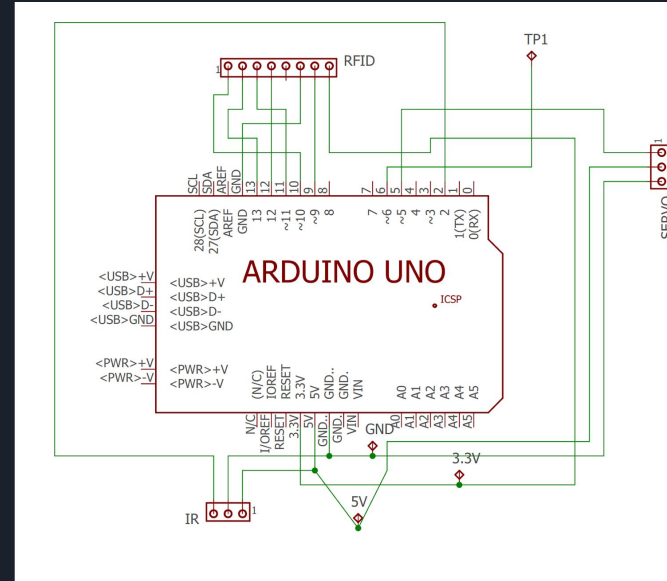 TP1
RFID
1
SCL
SDA
AREF
GND
13
12
11
10
9
8
7
6
5
4
3
2
1
0
28(SCL)
27(SDA)
AREF
GND
13
12
~11
~10
~9
8
7
~6
~5
4
~3
2
1(TX)
0(RX)
1
SERVO
ARDUINO UNO
ICSP
<USB>+V
<USB>D+
<USB>D-
<USB>GND
<USB>+V
<USB>D+
<USB>D-
<USB>GND
<PWR>+V
<PWR>-V
<PWR>+V
<PWR>-V
(N/C)
IOREF
RESET
3.3V
5V
GND..
GND.
VIN
A0
A1
A2
A3
A4
A5
N/C
I/OREF
RESET
3.3V
5V
GND..
GND.
VIN
A0
A1
A2
A3
A4
A5
GND
3.3V
5V
IR
1